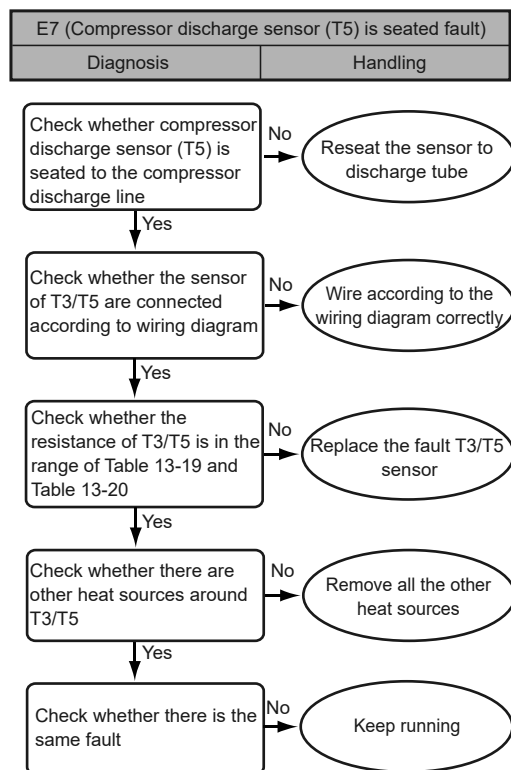 E7 (Compressor discharge sensor (T5) is seated fault)
Diagnosis
Handling
Check whether compressor
discharge sensor (T5) is
seated to the compressor
discharge line
No
Reseat the sensor to
discharge tube
Yes
Check whether the sensor
of T3/T5 are connected
according to wiring diagram
No
Wire according to the
wiring diagram correctly
Yes
Check whether the
resistance of T3/T5 is in the
range of Table 13-19 and
Table 13-20
No
Replace the fault T3/T5
sensor
Yes
Check whether there are
other heat sources around
T3/T5
No
Remove all the other
heat sources
Yes
Check whether there is the
same fault
No
Keep running